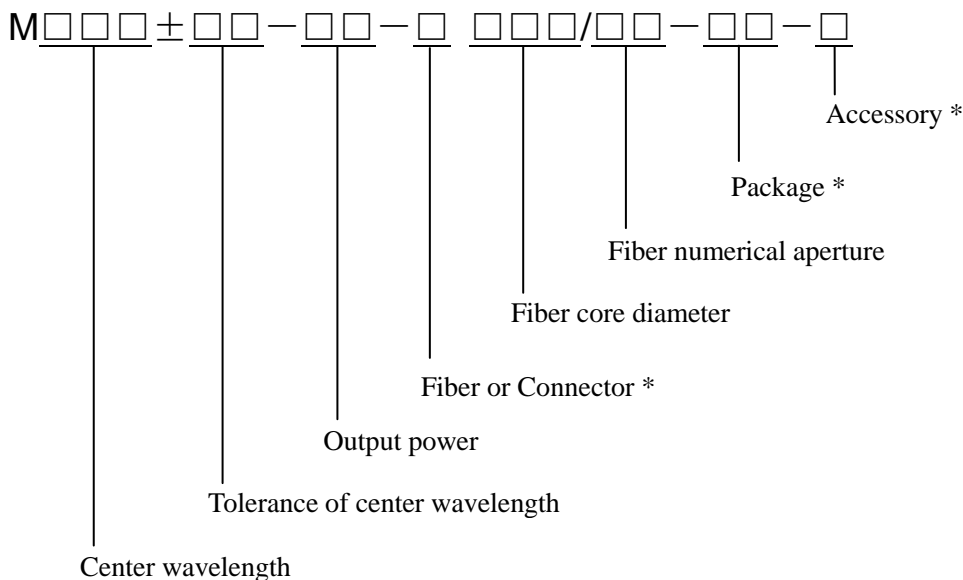 M□□□±□□－□□－□ □□□/□□－□□－□
Accessory *
Package *
Fiber numerical aperture
Fiber core diameter
Fiber or Connector *
Output power
Tolerance of center wavelength
Center wavelength